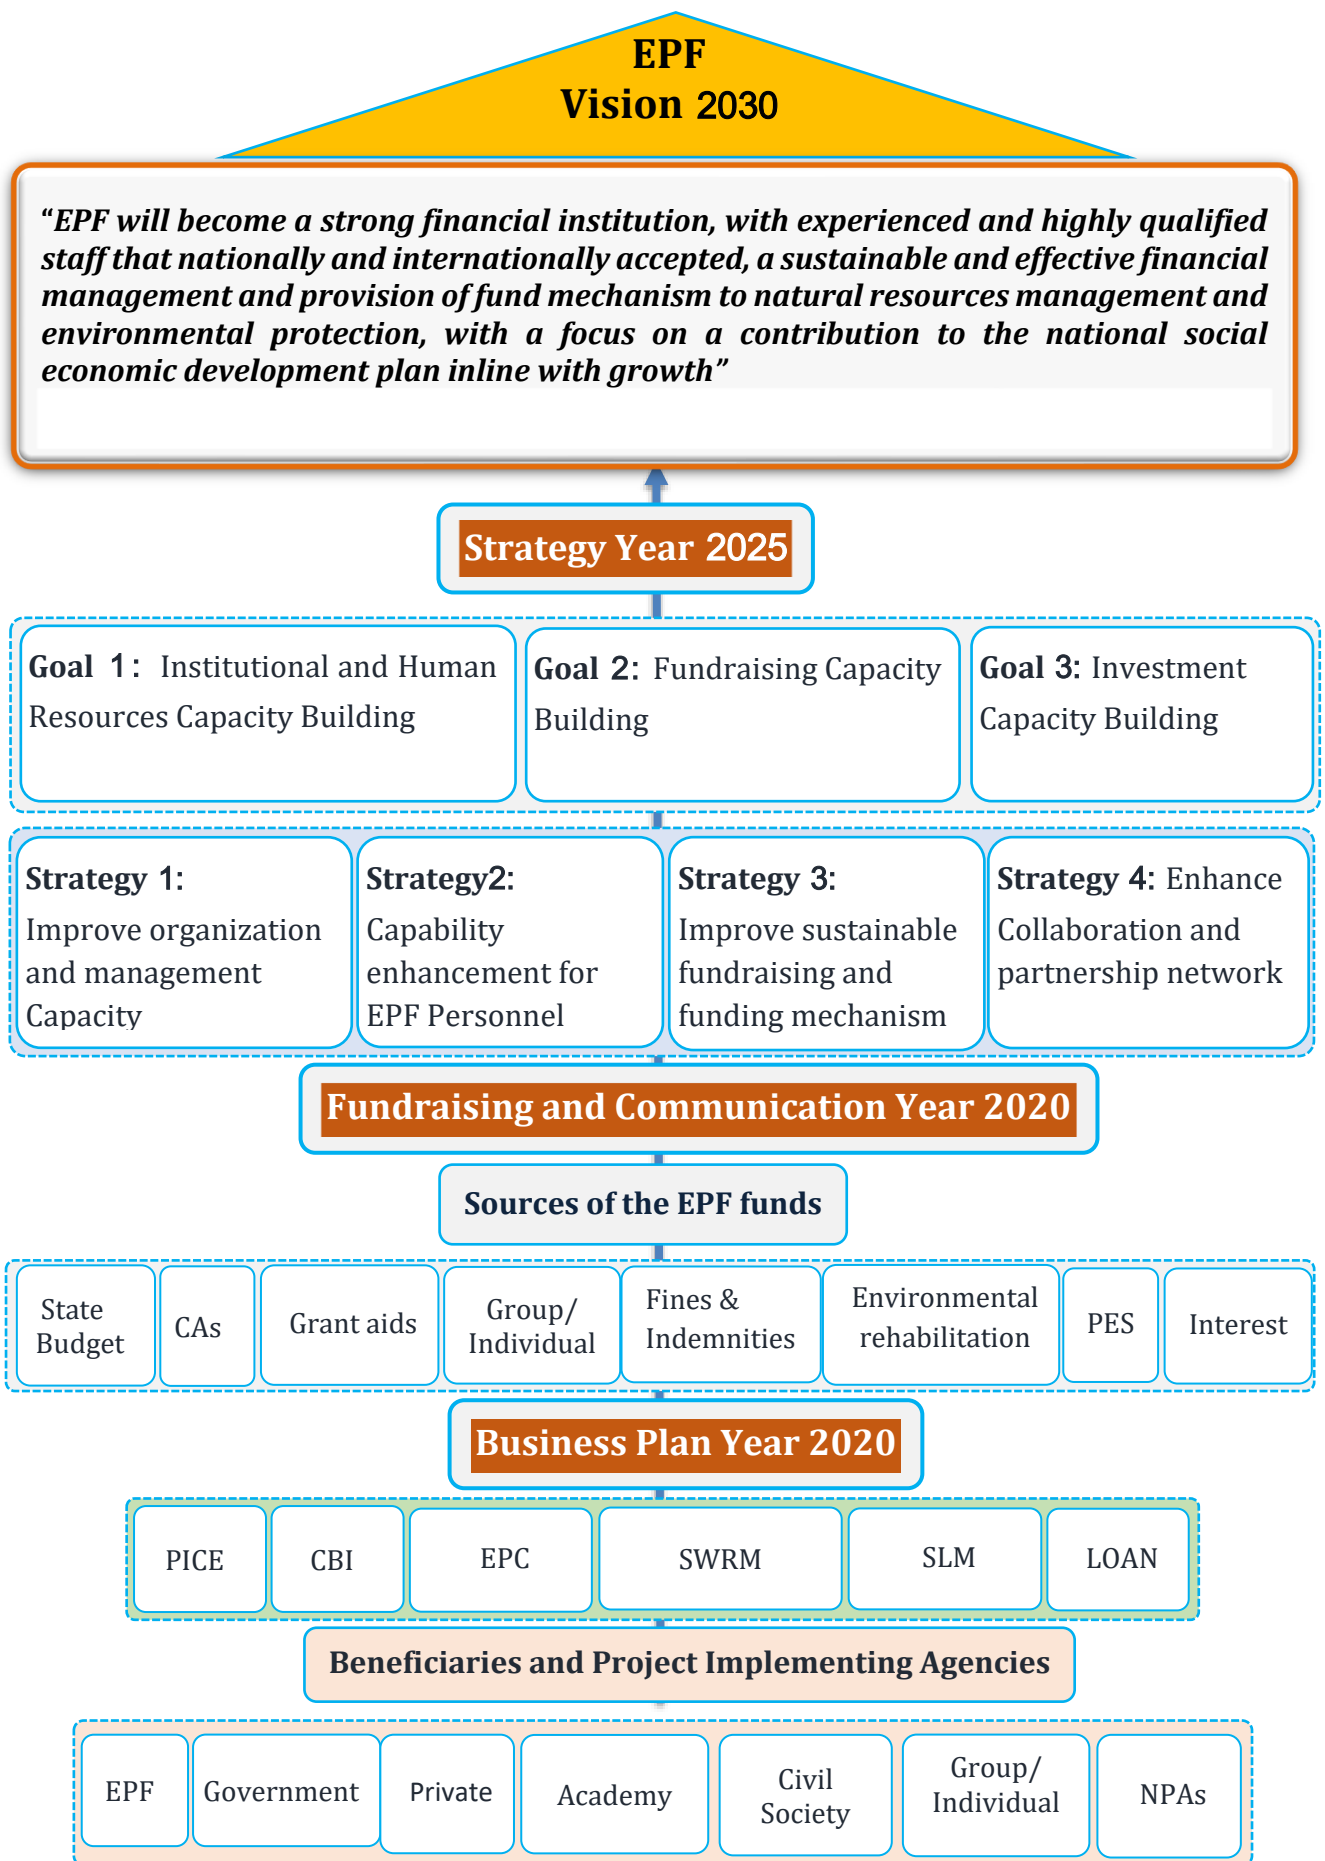 EPF
Vision 2030
“EPF will become a strong financial institution, with experienced and highly qualified
staff that nationally and internationally accepted, a sustainable and effective financial
management and provision of fund mechanism to natural resources management and
environmental protection, with a focus on a contribution to the national social
economic development plan inline with growth”
Strategy Year 2025
Goal 1: Institutional and Human
Resources Capacity Building
Goal 2: Fundraising Capacity
Building
Goal 3: Investment
Capacity Building
Strategy 1:
Improve organization
and management
Capacity
Strategy2:
Capability
enhancement for
EPF Personnel
Strategy 3:
Improve sustainable
fundraising and
funding mechanism
Strategy 4: Enhance
Collaboration and
partnership network
Fundraising and Communication Year 2020
Sources of the EPF funds
State
Budget
CAs
Grant aids
Group/
Individual
Fines &
Indemnities
Environmental
rehabilitation
PES
Interest
Business Plan Year 2020
PICE
CBI
EPC
SWRM
SLM
LOAN
Beneficiaries and Project Implementing Agencies
EPF
Government
Private
Academy
Civil
Society
Group/
Individual
NPAs